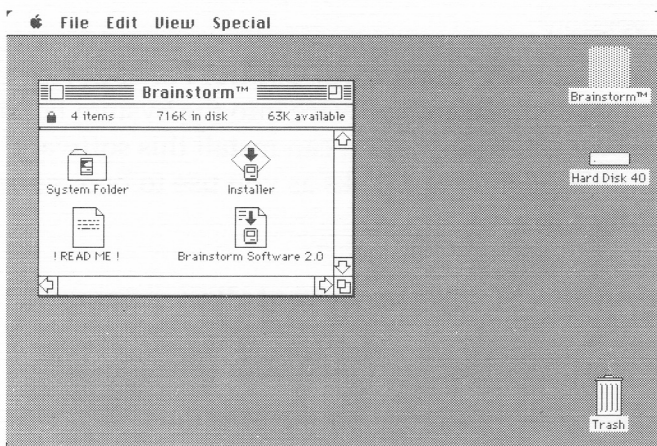 File Edit View Special
Brainstorm™
4 items 716K in disk 63K available
System Folder Installer
! READ ME ! Brainstorm Software 2.0
Brainstorm™
Hard Disk 40
Trash